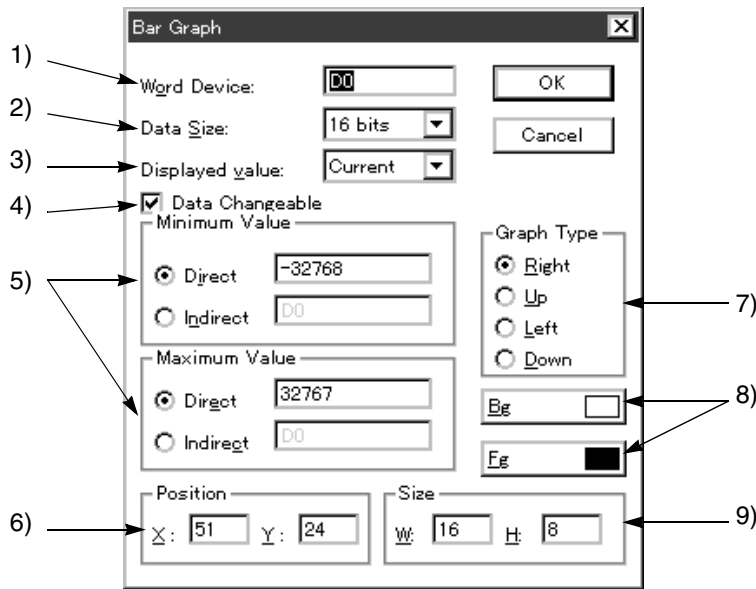 Bar Graph
1)
Word Device: D0 OK
2)
Data Size: 16 bits Cancel
3)
Displayed value: Current
4)
Data Changeable
Minimum Value
Graph Type
5)
Direct -32768
Right
Indirect D0
Up
7)
Left
Down
Maximum Value
Direct 32767
Bg
8)
Indirect D0
Fg
Position
Size
6)
X: 51 Y: 24
W: 16 H: 8
9)